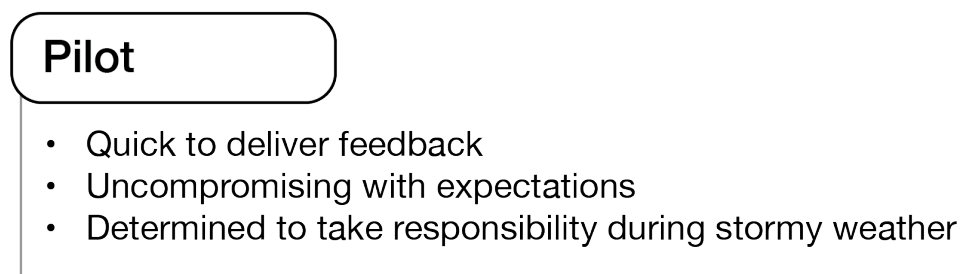 Pilot
• Quick to deliver feedback
• Uncompromising with expectations
• Determined to take responsibility during stormy weather